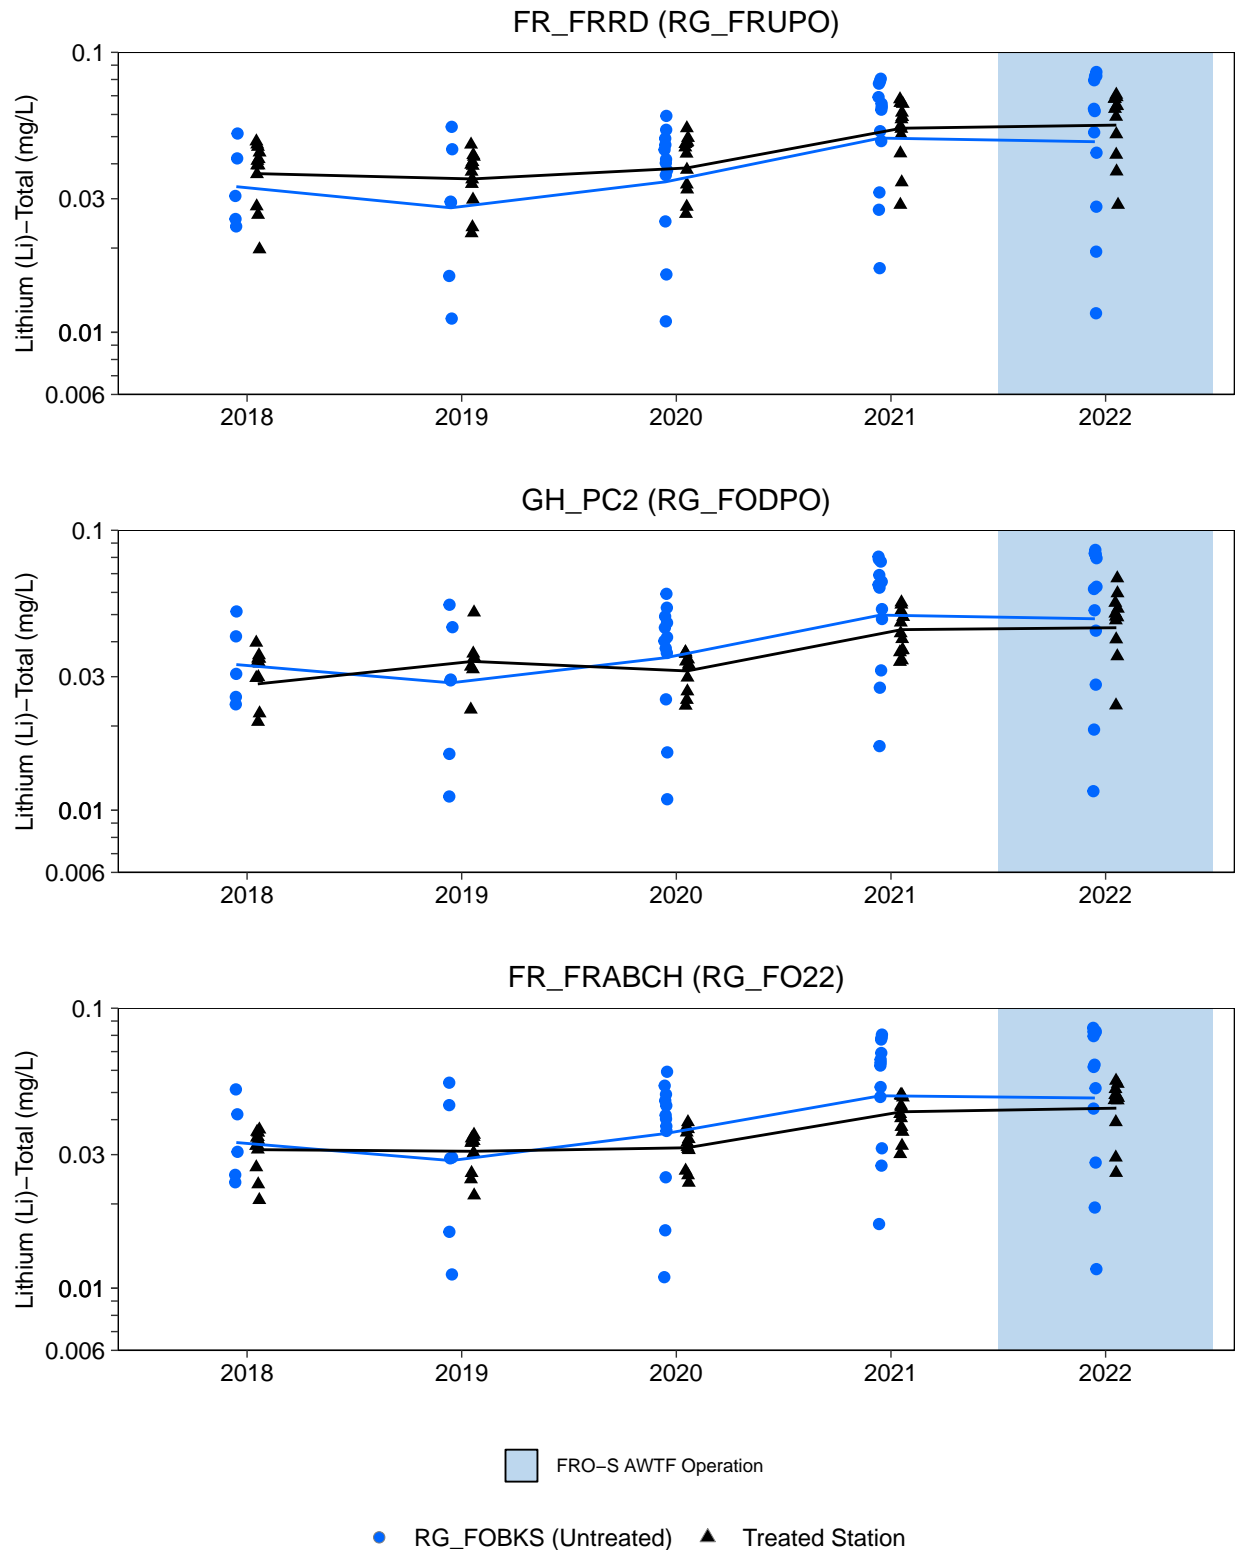 FR_FRRD (RG_FRUPO)
Lithium (Li)−Total (mg/L)
0.1
0.03
0.01
0.006
2018 2019 2020 2021 2022
GH_PC2 (RG_FODPO)
Lithium (Li)−Total (mg/L)
0.1
0.03
0.01
0.006
2018 2019 2020 2021 2022
FR_FRABCH (RG_FO22)
Lithium (Li)−Total (mg/L)
0.1
0.03
0.01
0.006
2018 2019 2020 2021 2022
FRO−S AWTF Operation
RG_FOBKS (Untreated) Treated Station